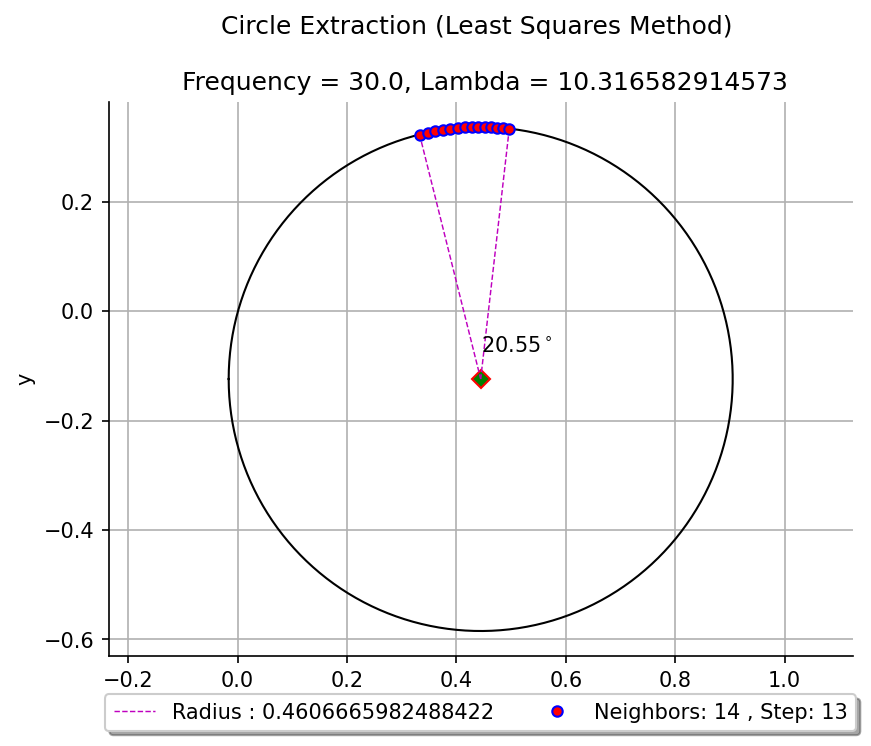 Circle Extraction (Least Squares Method)
Frequency = 30.0, Lambda = 10.316582914573
0.2
0.0
−0.2
−0.4
−0.6
y
20.55°
−0.2 0.0 0.2 0.4 0.6 0.8 1.0
Radius : 0.4606665982488422
Neighbors: 14 , Step: 13